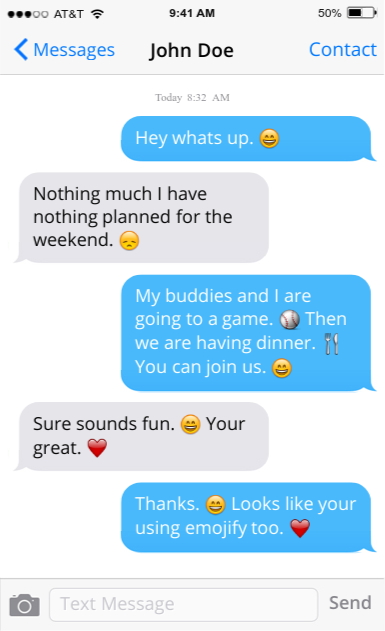 AT&T 9:41 AM 50%
Messages John Doe Contact
Today 8:32 AM
Hey whats up. 😄
Nothing much I have
nothing planned for the
weekend. 😞
My buddies and I are
going to a game. ⚾ Then
we are having dinner. 🍴
You can join us. 😄
Sure sounds fun. 😄 Your
great. ❤️
Thanks. 😄 Looks like your
using emojify too. ❤️
Text Message Send